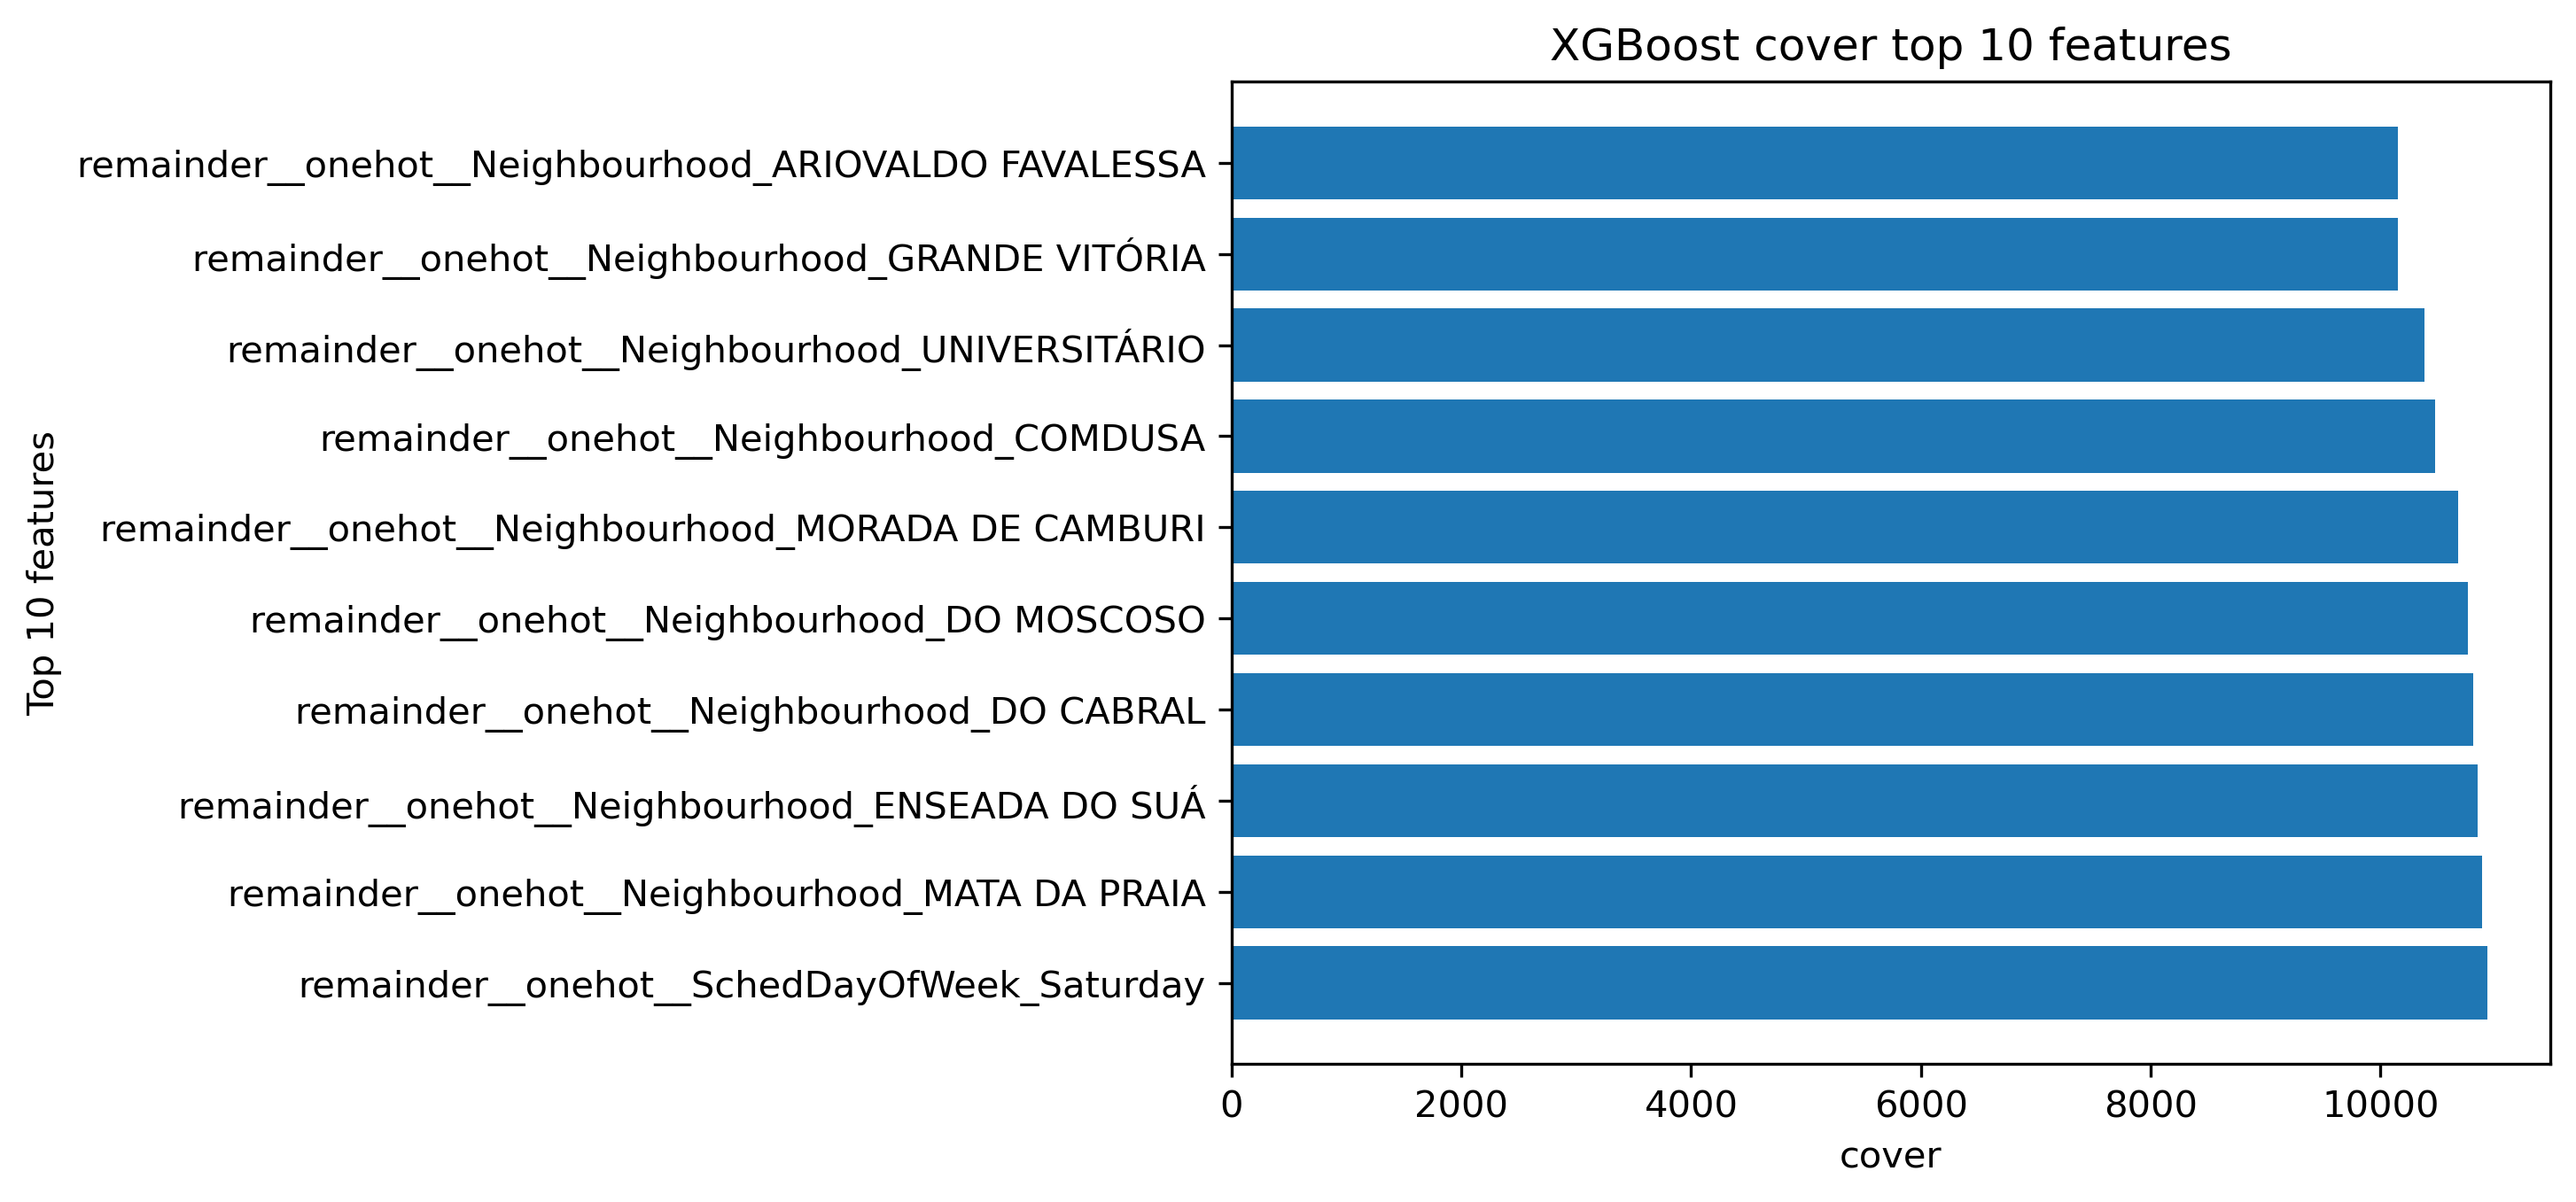 XGBoost cover top 10 features
Top 10 features
remainder__onehot__Neighbourhood_ARIOVALDO FAVALESSA
remainder__onehot__Neighbourhood_GRANDE VITÓRIA
remainder__onehot__Neighbourhood_UNIVERSITÁRIO
remainder__onehot__Neighbourhood_COMDUSA
remainder__onehot__Neighbourhood_MORADA DE CAMBURI
remainder__onehot__Neighbourhood_DO MOSCOSO
remainder__onehot__Neighbourhood_DO CABRAL
remainder__onehot__Neighbourhood_ENSEADA DO SUÁ
remainder__onehot__Neighbourhood_MATA DA PRAIA
remainder__onehot__SchedDayOfWeek_Saturday
0 2000 4000 6000 8000 10000
cover